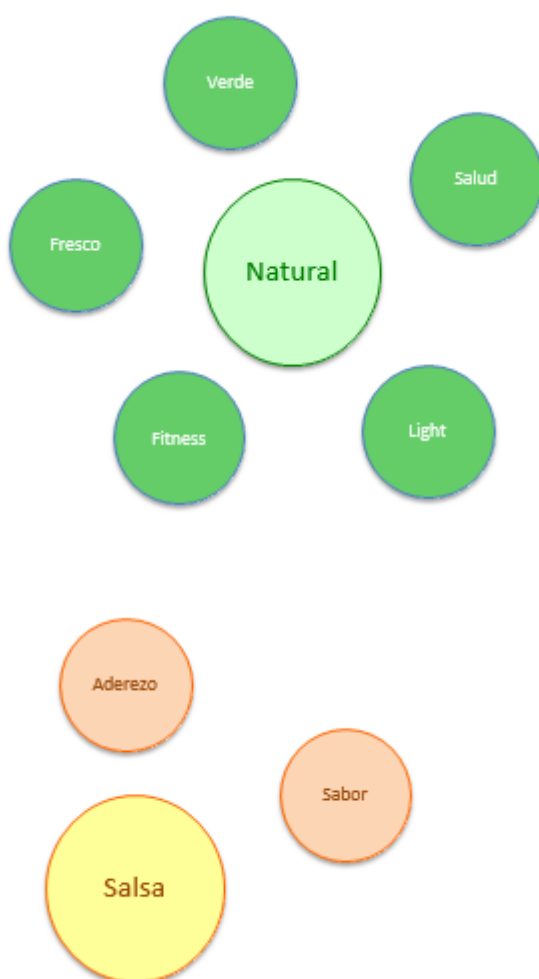 Verde
Salud
Fresco
Natural
Fitness
Light
Aderezo
Sabor
Salsa